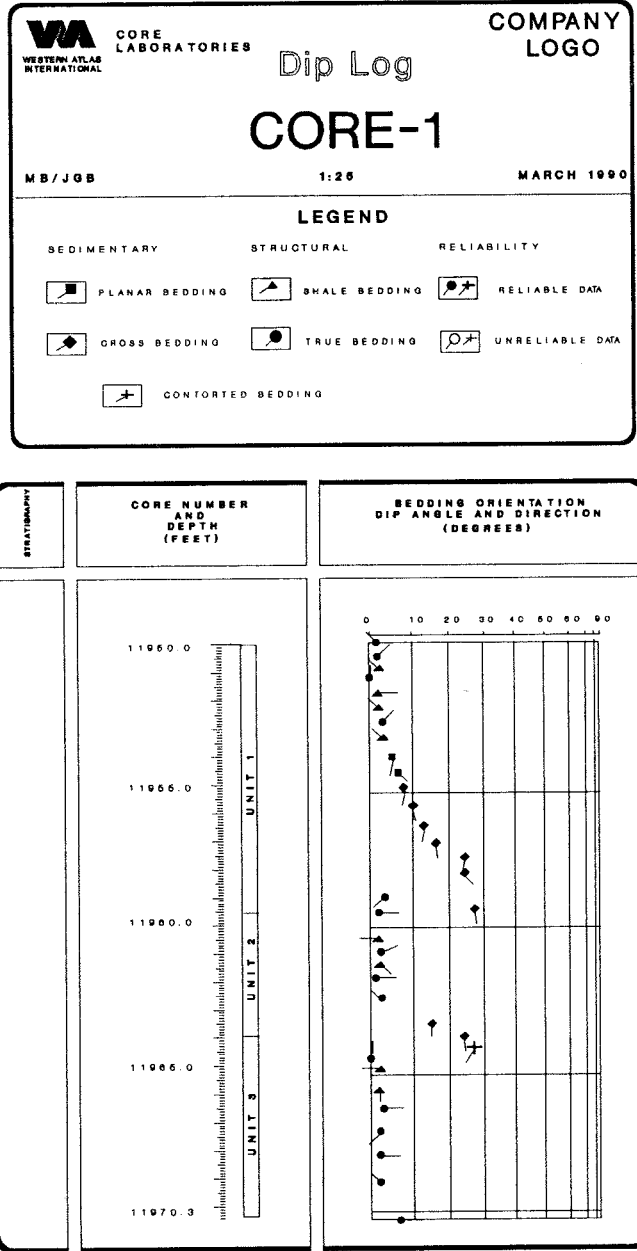 COMPANY
LOGO
CORE
LABORATORIES
WESTERN ATLAS
INTERNATIONAL
Dip Log
CORE-1
MB/JGB 1:25 MARCH 1990
LEGEND
SEDIMENTARY STRUCTURAL RELIABILITY
PLANAR BEDDING SHALE BEDDING RELIABLE DATA
CROSS BEDDING TRUE BEDDING UNRELIABLE DATA
CONTORTED BEDDING
STRATIGRAPHY
CORE NUMBER
AND
DEPTH
(FEET)
BEDDING ORIENTATION
DIP ANGLE AND DIRECTION
(DEGREES)
0 10 20 30 40 50 60 90
11950.0
UNIT 1
11955.0
11960.0
UNIT 2
11965.0
UNIT 3
11970.3